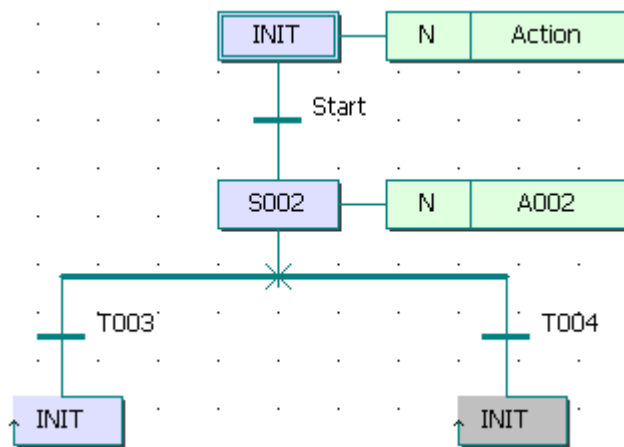 INIT N Action
Start
S002 N A002
T003 T004
INIT INIT